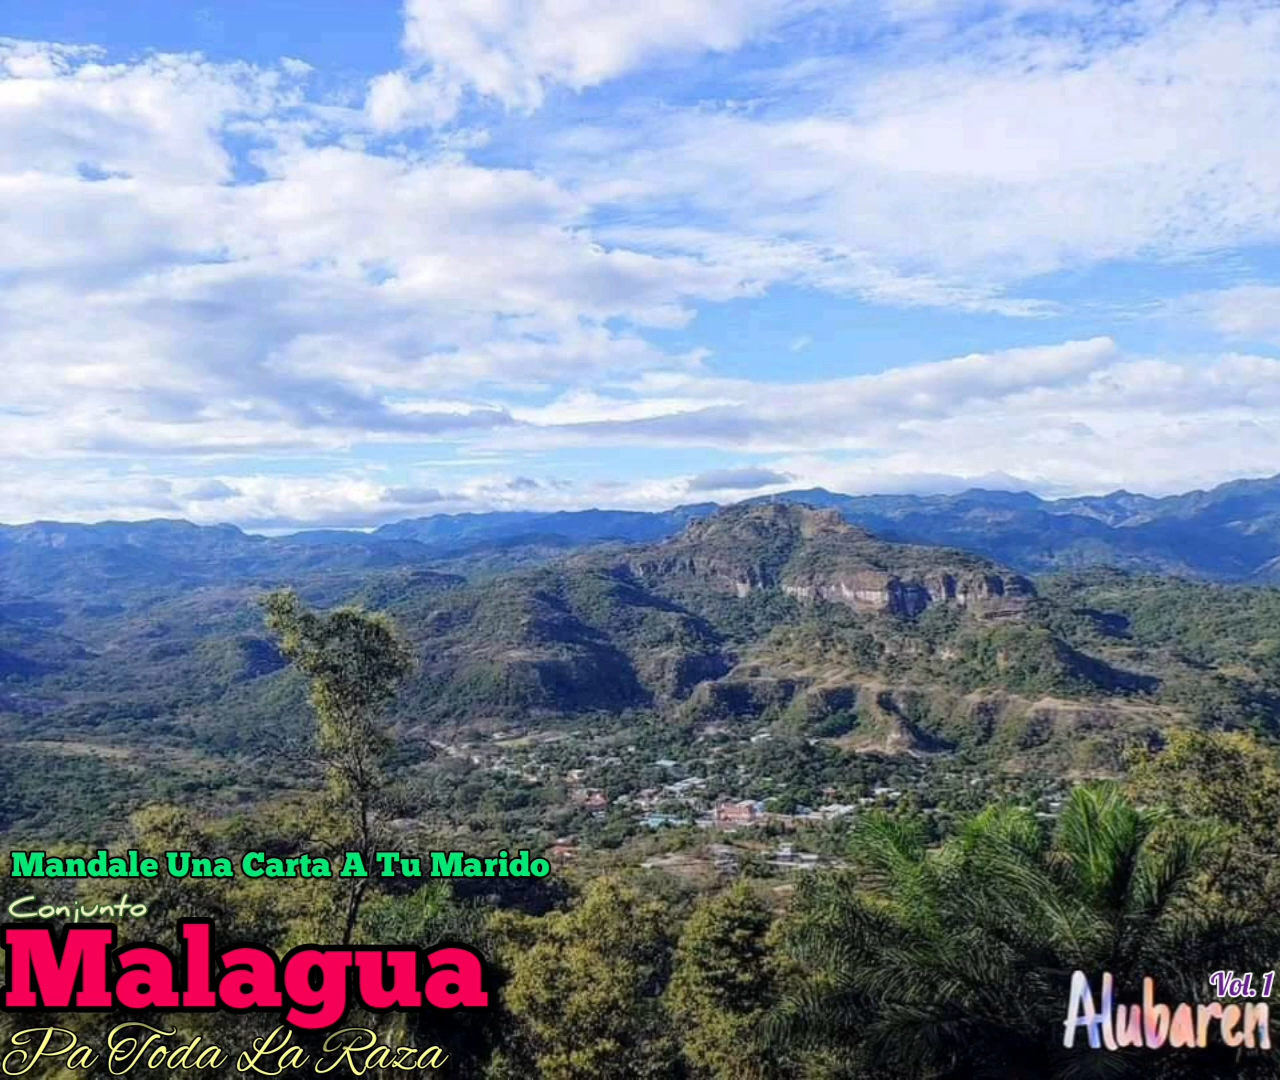 Mandale Una Carta A Tu Marido
Conjunto
Malagua
Pa Toda La Raza
Vol. 1
Alubaren